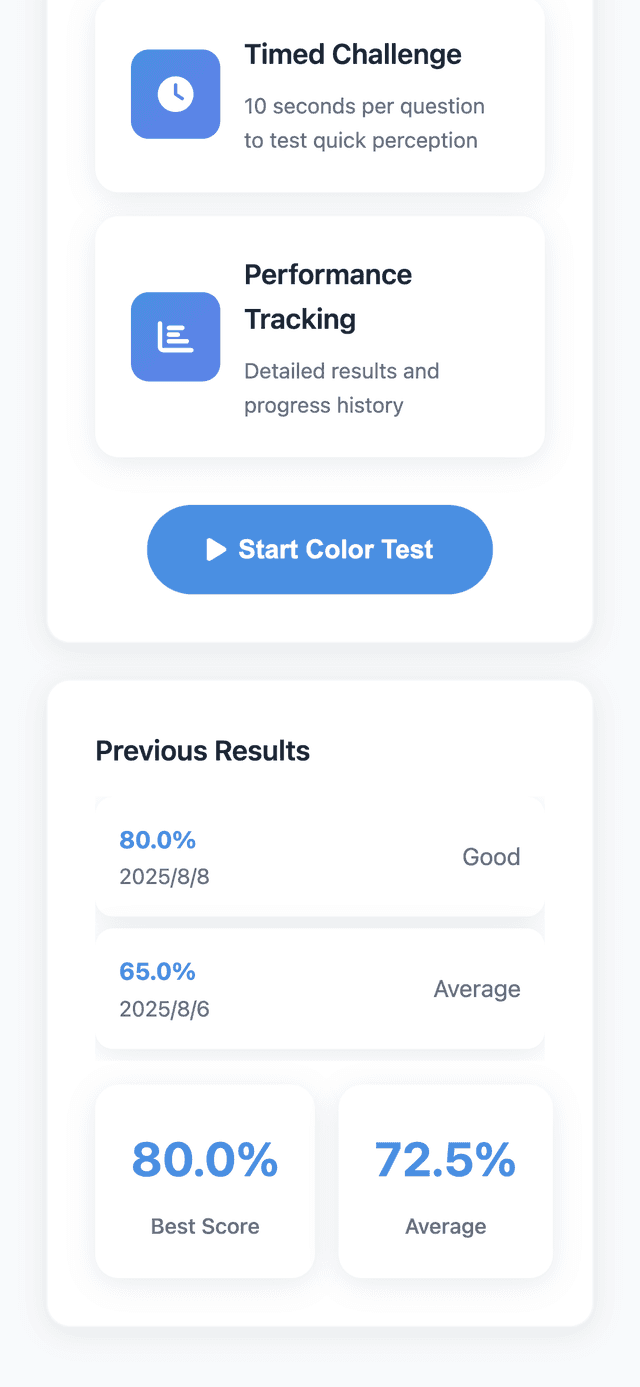 Timed Challenge
10 seconds per question
to test quick perception
Performance
Tracking
Detailed results and
progress history
Start Color Test
Previous Results
80.0%
2025/8/8
Good
65.0%
2025/8/6
Average
80.0%
Best Score
72.5%
Average